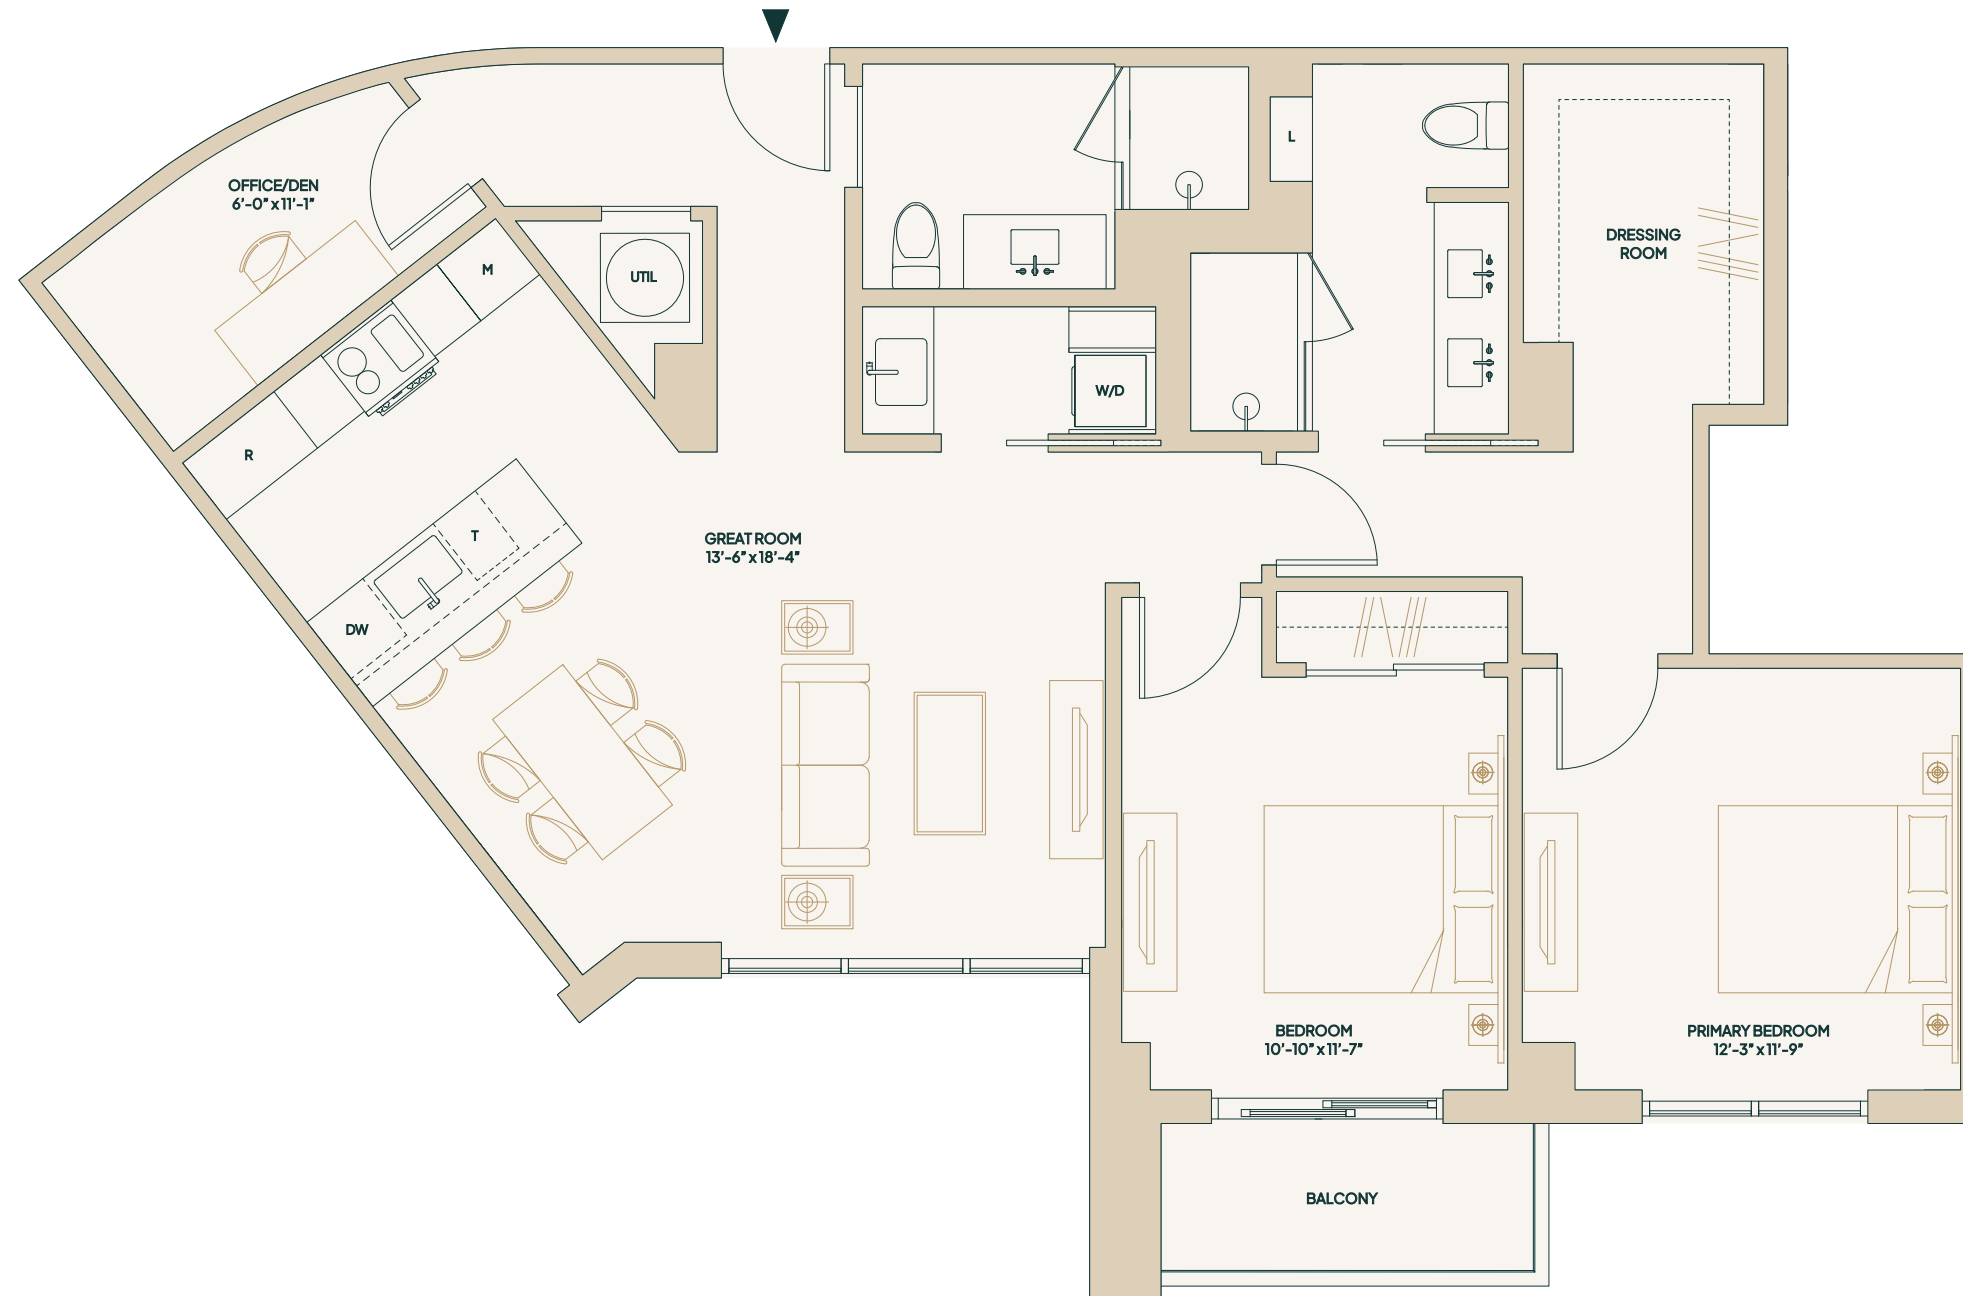 L
OFFICE/DEN
6'-0" x 11'-1"
DRESSING
ROOM
M
UTIL
W/D
R
T
GREAT ROOM
13'-6" x 18'-4"
DW
BEDROOM
10'-10" x 11'-7"
PRIMARY BEDROOM
12'-3" x 11'-9"
BALCONY